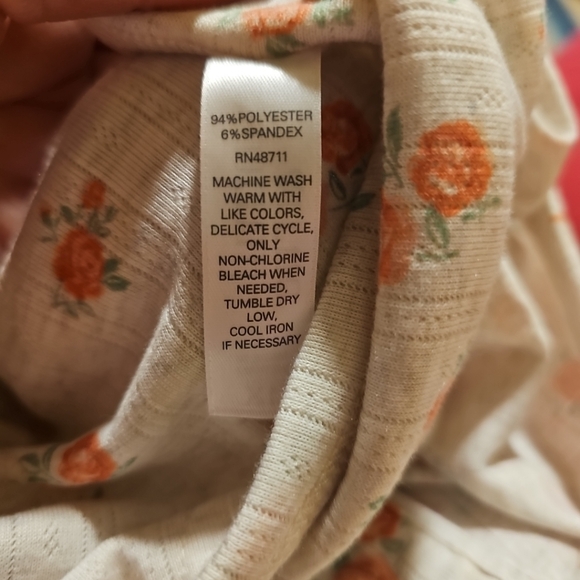 94%POLYESTER
6%SPANDEX
RN48711
MACHINE WASH
WARM WITH
LIKE COLORS,
DELICATE CYCLE,
ONLY
NON-CHLORINE
BLEACH WHEN
NEEDED,
TUMBLE DRY
LOW,
COOL IRON
IF NECESSARY